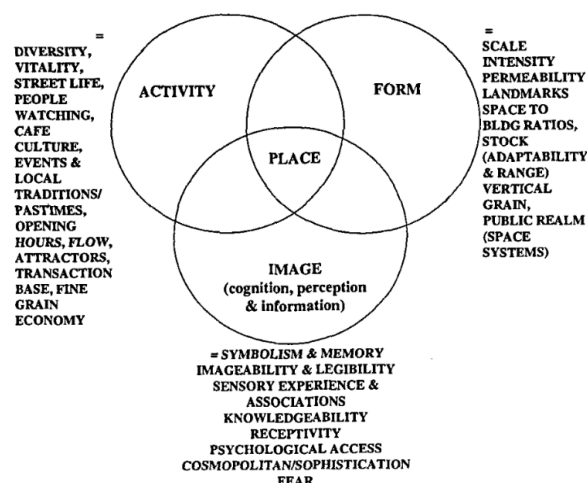 =
DIVERSITY,
VITALITY,
STREET LIFE,
PEOPLE
WATCHING,
CAFE
CULTURE,
EVENTS &
LOCAL
TRADITIONS/
PASTIMES,
OPENING
HOURS, FLOW,
ATTRACTORS,
TRANSACTION
BASE, FINE
GRAIN
ECONOMY
ACTIVITY
FORM
PLACE
IMAGE
(cognition, perception
& information)
=
SCALE
INTENSITY
PERMEABILITY
LANDMARKS
SPACE TO
BLDG RATIOS,
STOCK
(ADAPTABILITY
& RANGE)
VERTICAL
GRAIN,
PUBLIC REALM
(SPACE
SYSTEMS)
= SYMBOLISM & MEMORY
IMAGEABILITY & LEGIBILITY
SENSORY EXPERIENCE &
ASSOCIATIONS
KNOWLEDGEABILITY
RECEPTIVITY
PSYCHOLOGICAL ACCESS
COSMOPOLITAN/SOPHISTICATION
FEAR